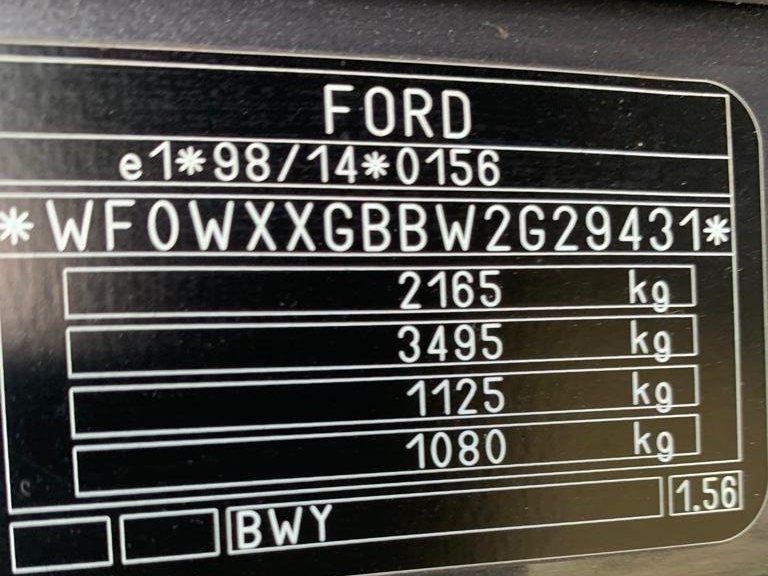 FORD
e1*98/14*0156
*WF0WXXGBBW2G29431*
2165 kg
3495 kg
1125 kg
1080 kg
BWY 1.56